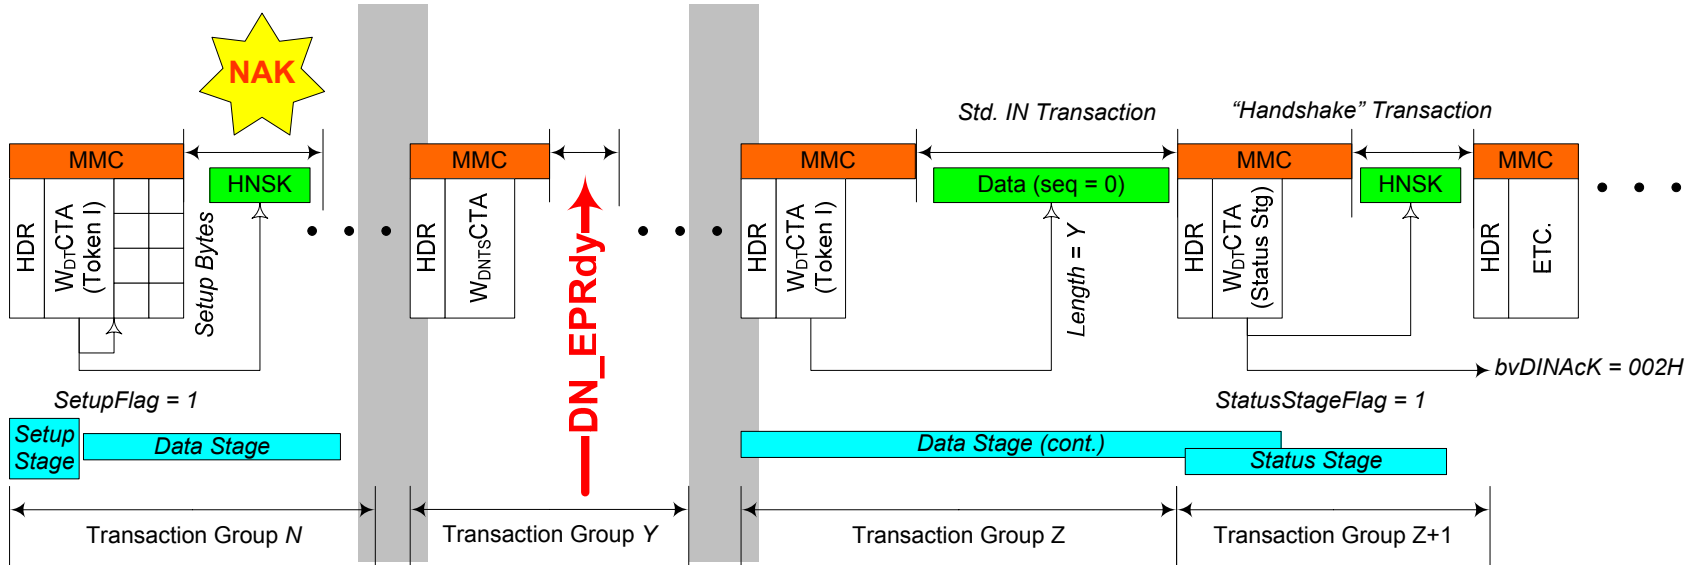 NAK
Std. IN Transaction
“Handshake” Transaction
MMC
MMC
MMC
MMC
MMC
HNSK
Data (seq = 0)
HNSK
HDR
WDTCTA
(Token I)
Setup Bytes
HDR
WDNTSCTA
DN_EPRdy
HDR
WDTCTA
(Token I)
Length = Y
HDR
WDTCTA
(Status Stg)
HDR
ETC.
bvDINAcK = 002H
SetupFlag = 1
StatusStageFlag = 1
Setup
Stage
Data Stage
Data Stage (cont.)
Status Stage
Transaction Group N
Transaction Group Y
Transaction Group Z
Transaction Group Z+1